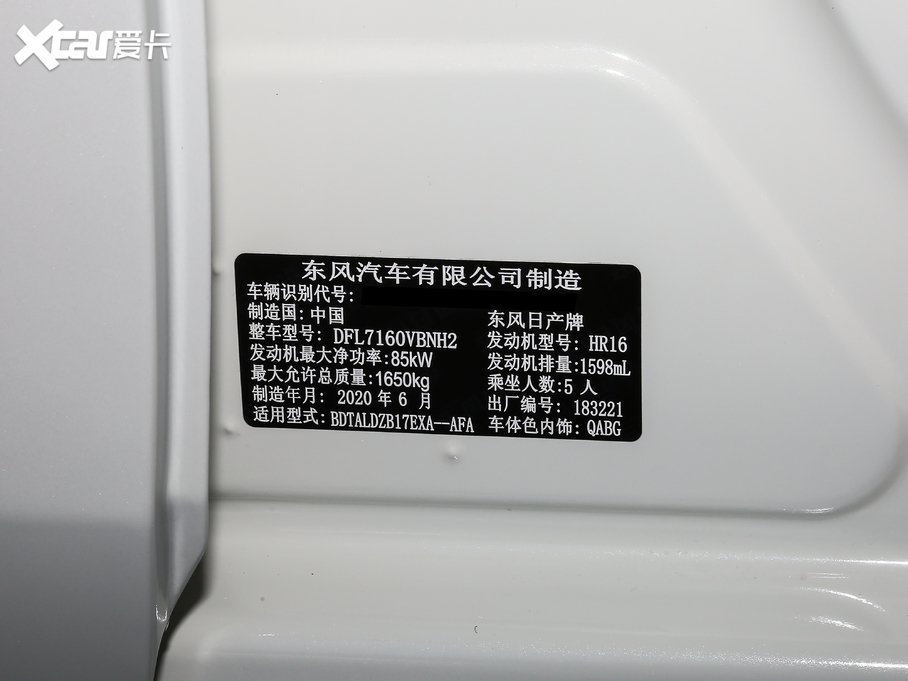 Xcar爱卡
东风汽车有限公司制造
车辆识别代号:
制造国: 中国 东风日产牌
整车型号: DFL7160VBNH2 发动机型号: HR16
发动机最大净功率:85kW 发动机排量:1598mL
最大允许总质量:1650kg 乘坐人数:5 人
制造年月: 2020 年 6 月 出厂编号: 183221
适用型式: BDTALDZB17EXA--AFA 车体色内饰: QABG